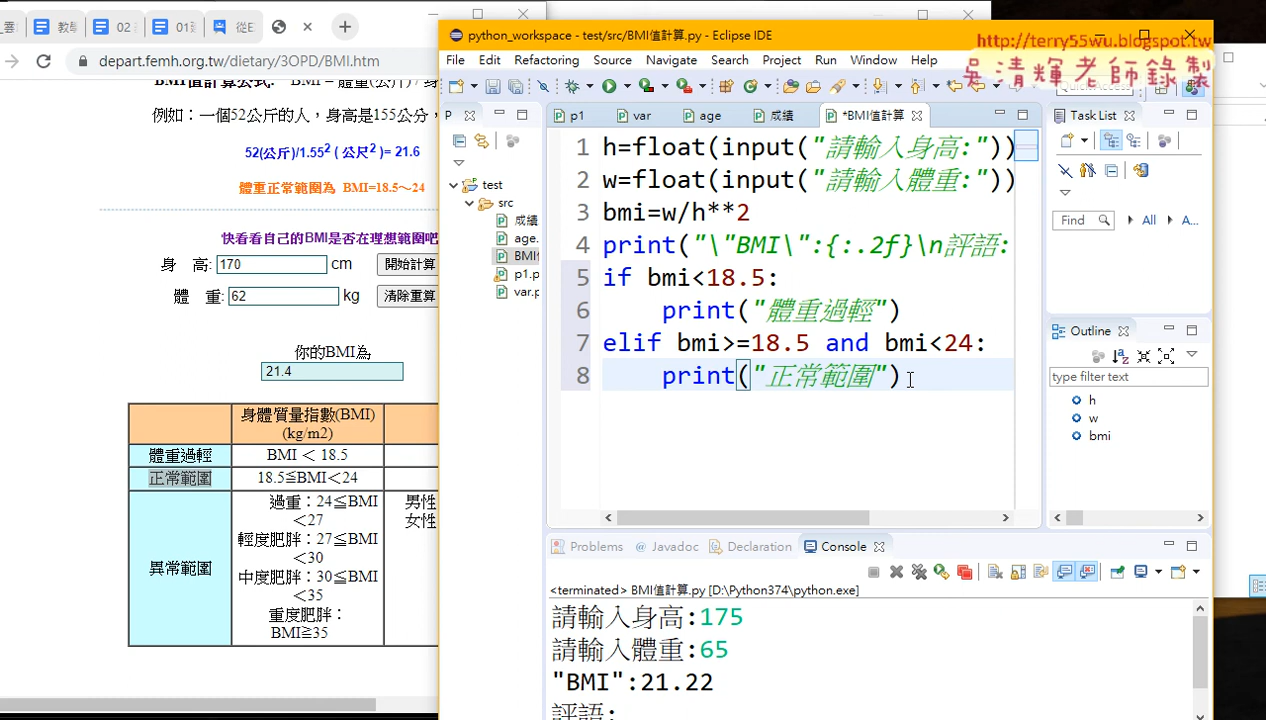 教學
02
01
從E
depart.femh.org.tw/dietary/3OPD/BMI.htm
例如：一個52公斤的人，身高是155公分，
52(公斤)/1.55² ( 公尺² )= 21.6
體重正常範圍為 BMI=18.5～24
快看看自己的BMI是否在理想範圍吧
身 高: 170 cm 開始計算
體 重: 62 kg 清除重算
你的BMI為
21.4
身體質量指數(BMI)
(kg/m2)
體重過輕 BMI < 18.5
正常範圍 18.5≦BMI<24
異常範圍
過重：24≦BMI
<27
輕度肥胖：27≦BMI
<30
中度肥胖：30≦BMI
<35
重度肥胖：
BMI≧35
男性
女性
python_workspace - test/src/BMI值計算.py - Eclipse IDE
http://terry55wu.blogspot.tw
吳清輝老師錄製
File Edit Refactoring Source Navigate Search Project Run Window Help
P
p1 var age 成績 *BMI值計算
test
src
成績
age.
BMI
p1.p
var.p
1 h=float(input("請輸入身高:"))
2 w=float(input("請輸入體重:"))
3 bmi=w/h**2
4 print("\"BMI\":{:.2f}\n評語:
5 if bmi<18.5:
6 print("體重過輕")
7 elif bmi>=18.5 and bmi<24:
8 print("正常範圍")
Task List
Find All A...
Outline
type filter text
h
w
bmi
Problems Javadoc Declaration Console
<terminated> BMI值計算.py [D:\Python374\python.exe]
請輸入身高:175
請輸入體重:65
"BMI":21.22
評語: